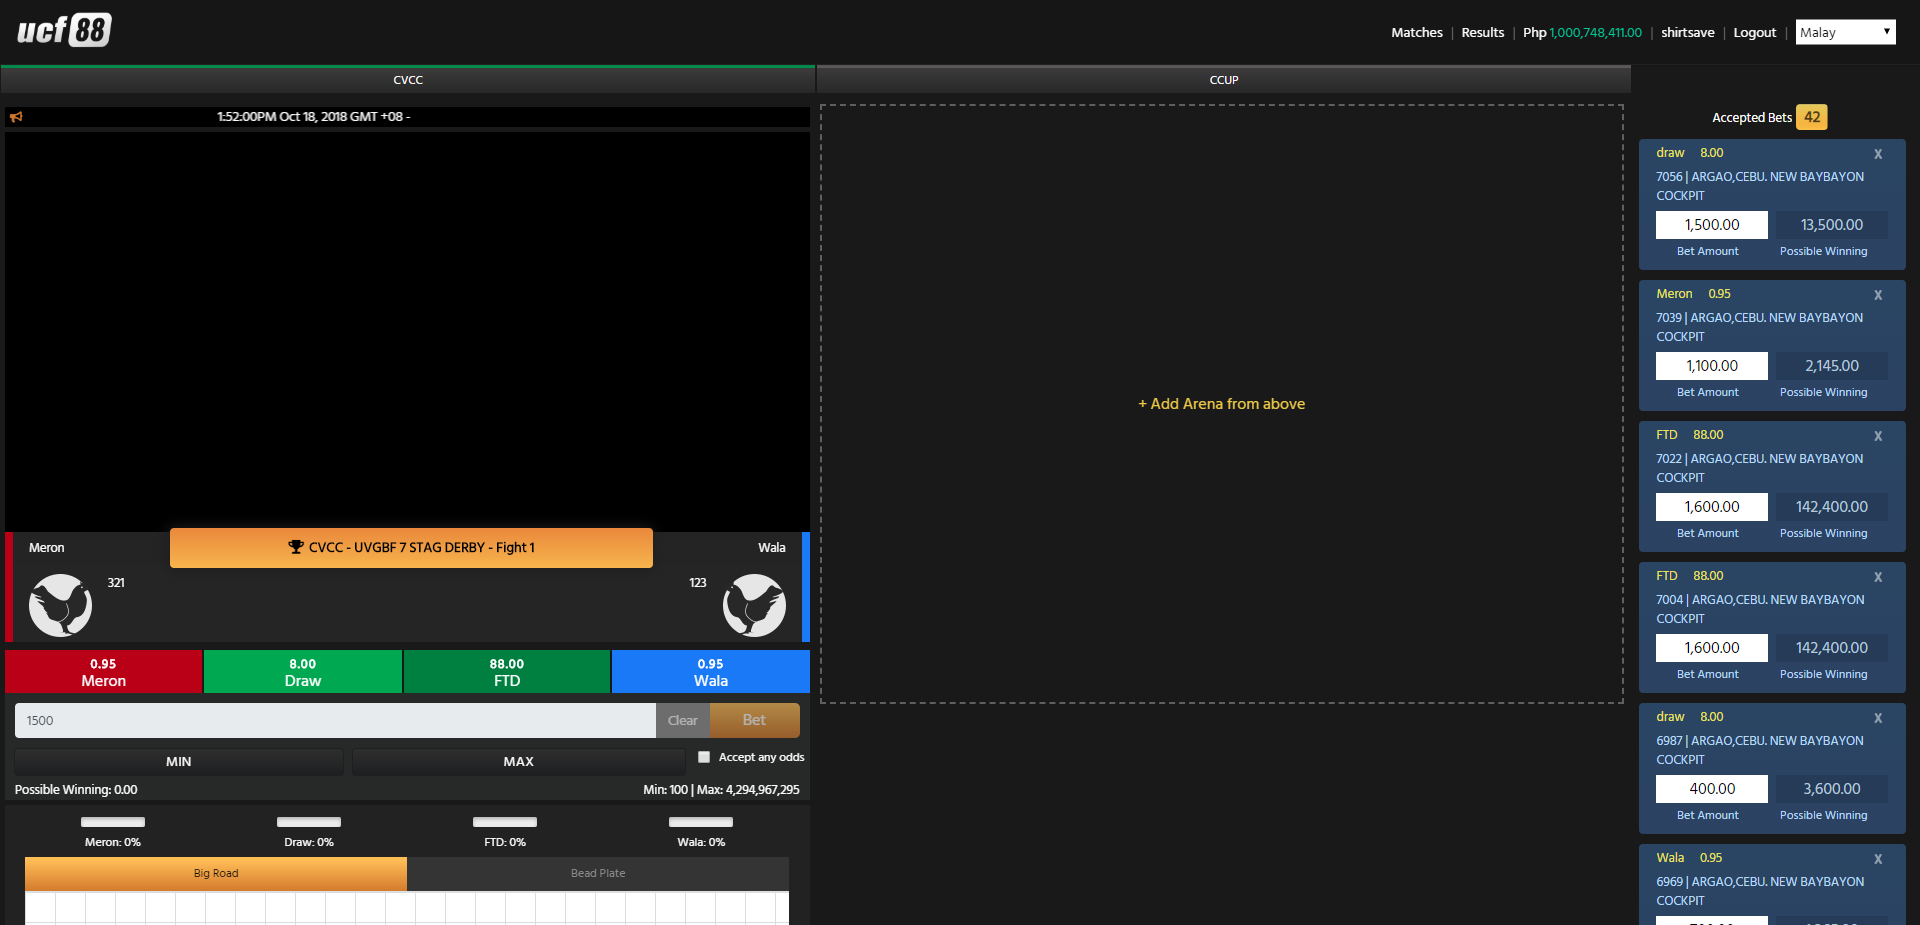 ucf 88
Matches | Results | Php 1,000,748,411.00 | shirtsave | Logout | Malay
CVCC
CCUP
1:52:00PM Oct 18, 2018 GMT +08 -
Meron
CVCC - UVGBF 7 STAG DERBY - Fight 1
Wala
321
123
0.95
Meron
8.00
Draw
88.00
FTD
0.95
Wala
1500
Clear
Bet
MIN
MAX
Accept any odds
Possible Winning: 0.00
Min: 100 | Max: 4,294,967,295
Meron: 0%
Draw: 0%
FTD: 0%
Wala: 0%
Big Road
Bead Plate
+ Add Arena from above
Accepted Bets 42
draw 8.00 X
7056 | ARGAO,CEBU. NEW BAYBAYON
COCKPIT
1,500.00 13,500.00
Bet Amount Possible Winning
Meron 0.95 X
7039 | ARGAO,CEBU. NEW BAYBAYON
COCKPIT
1,100.00 2,145.00
Bet Amount Possible Winning
FTD 88.00 X
7022 | ARGAO,CEBU. NEW BAYBAYON
COCKPIT
1,600.00 142,400.00
Bet Amount Possible Winning
FTD 88.00 X
7004 | ARGAO,CEBU. NEW BAYBAYON
COCKPIT
1,600.00 142,400.00
Bet Amount Possible Winning
draw 8.00 X
6987 | ARGAO,CEBU. NEW BAYBAYON
COCKPIT
400.00 3,600.00
Bet Amount Possible Winning
Wala 0.95 X
6969 | ARGAO,CEBU. NEW BAYBAYON
COCKPIT